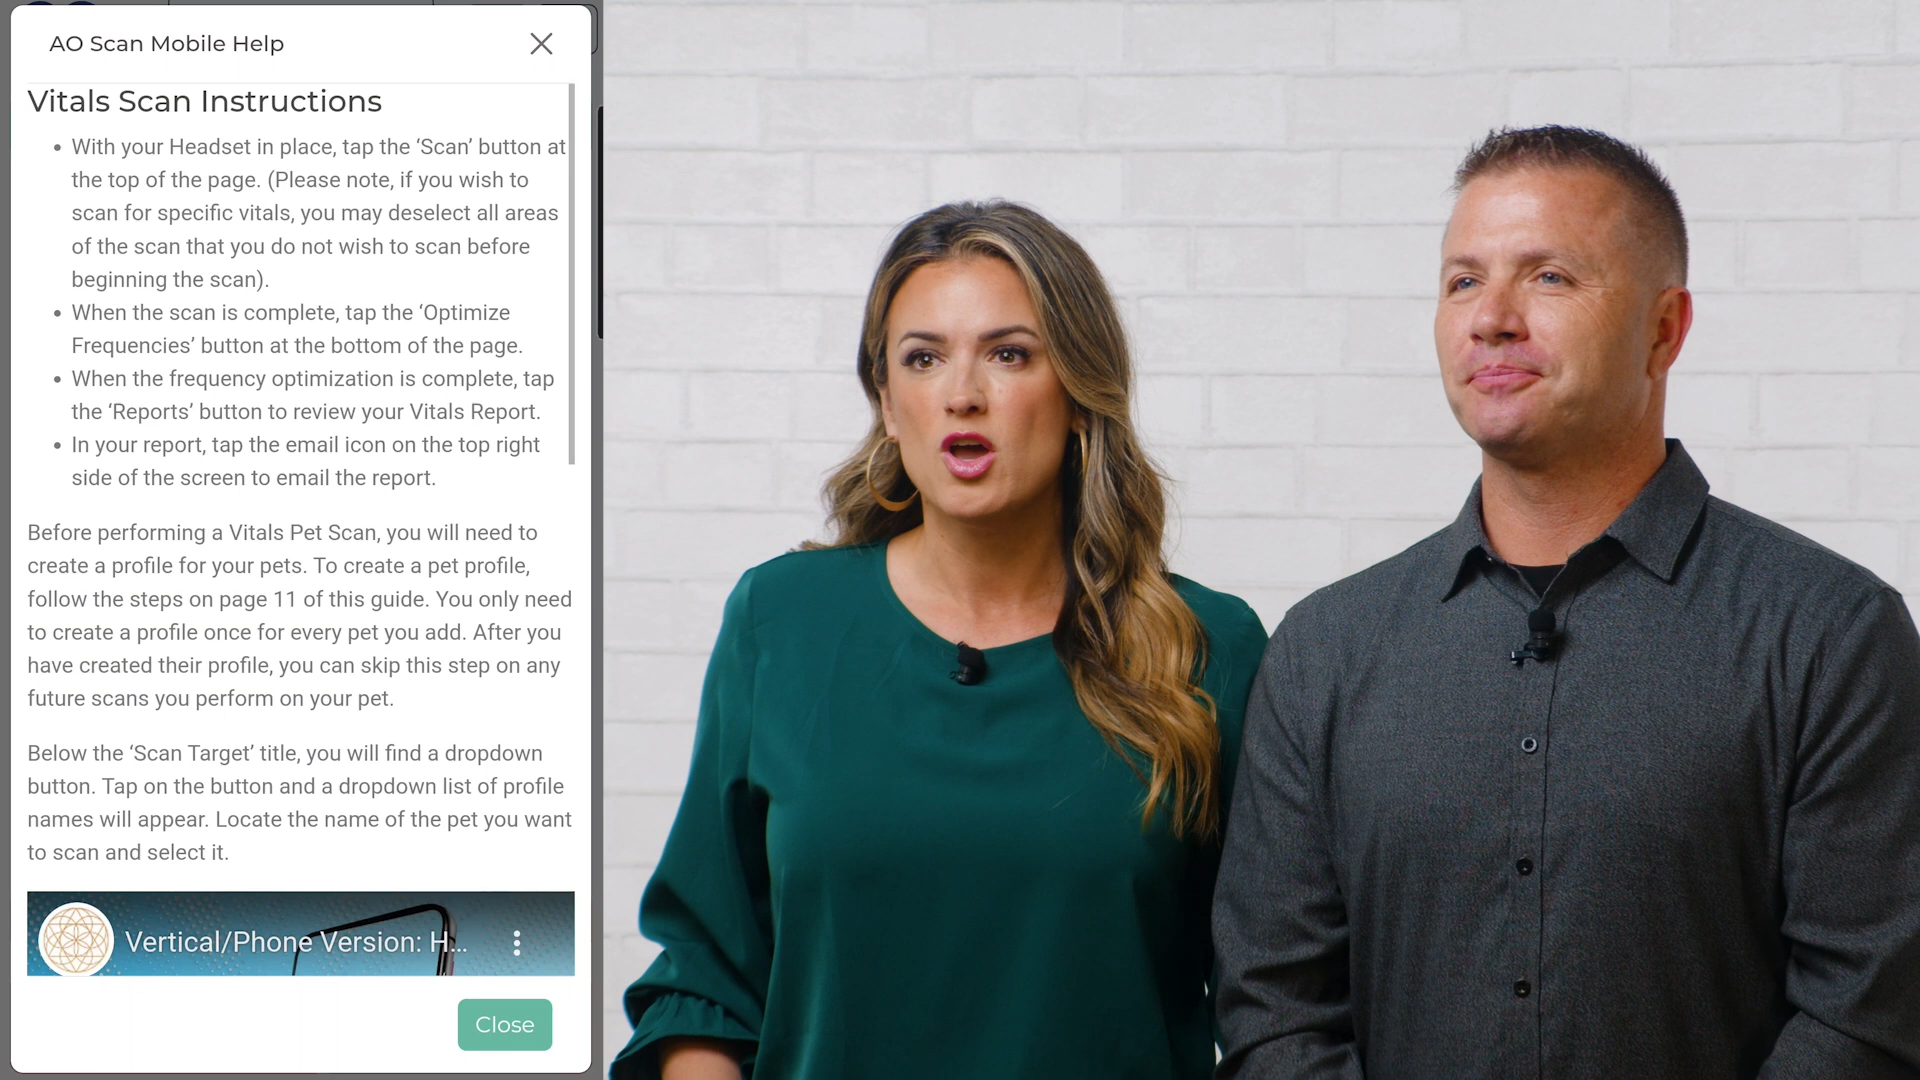 AO Scan Mobile Help
Vitals Scan Instructions
• With your Headset in place, tap the ‘Scan’ button at
the top of the page. (Please note, if you wish to
scan for specific vitals, you may deselect all areas
of the scan that you do not wish to scan before
beginning the scan).
• When the scan is complete, tap the ‘Optimize
Frequencies’ button at the bottom of the page.
• When the frequency optimization is complete, tap
the ‘Reports’ button to review your Vitals Report.
• In your report, tap the email icon on the top right
side of the screen to email the report.
Before performing a Vitals Pet Scan, you will need to
create a profile for your pets. To create a pet profile,
follow the steps on page 11 of this guide. You only need
to create a profile once for every pet you add. After you
have created their profile, you can skip this step on any
future scans you perform on your pet.
Below the ‘Scan Target’ title, you will find a dropdown
button. Tap on the button and a dropdown list of profile
names will appear. Locate the name of the pet you want
to scan and select it.
Vertical/Phone Version: H...
Close